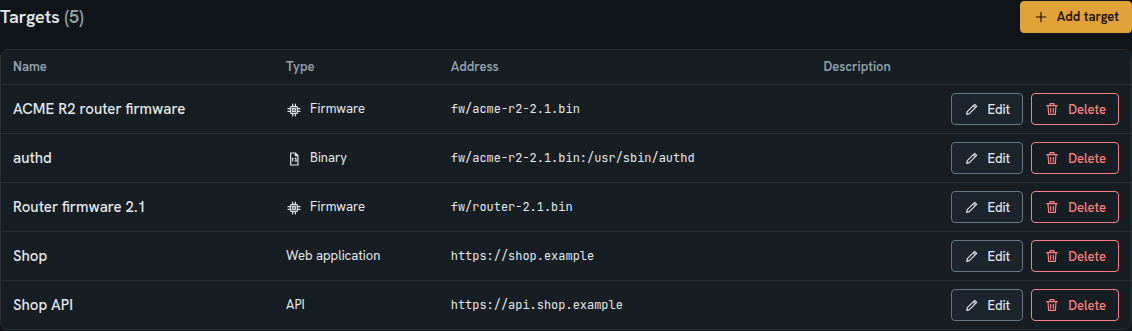 Targets (5)
+ Add target
Name Type Address Description
ACME R2 router firmware Firmware fw/acme-r2-2.1.bin Edit Delete
authd Binary fw/acme-r2-2.1.bin:/usr/sbin/authd Edit Delete
Router firmware 2.1 Firmware fw/router-2.1.bin Edit Delete
Shop Web application https://shop.example Edit Delete
Shop API API https://api.shop.example Edit Delete